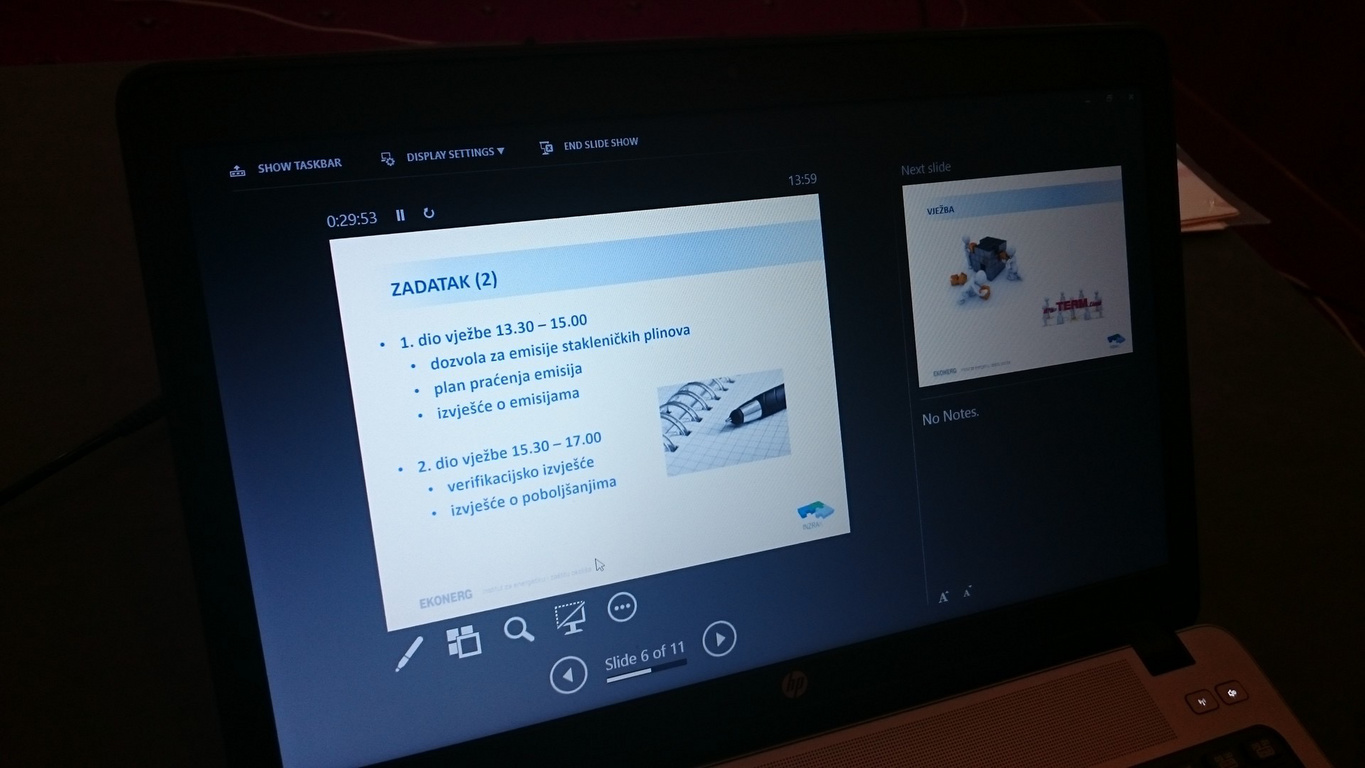 SHOW TASKBAR
DISPLAY SETTINGS
END SLIDE SHOW
0:29:53
13:59
ZADATAK (2)
• 1. dio vježbe 13.30 – 15.00
• dozvola za emisije stakleničkih plinova
• plan praćenja emisija
• izvješće o emisijama
• 2. dio vježbe 15.30 – 17.00
• verifikacijsko izvješće
• izvješće o poboljšanjima
EKONERG
Slide 6 of 11
Next slide
VJEŽBA
TERM
EKONERG
No Notes.
A A
hp